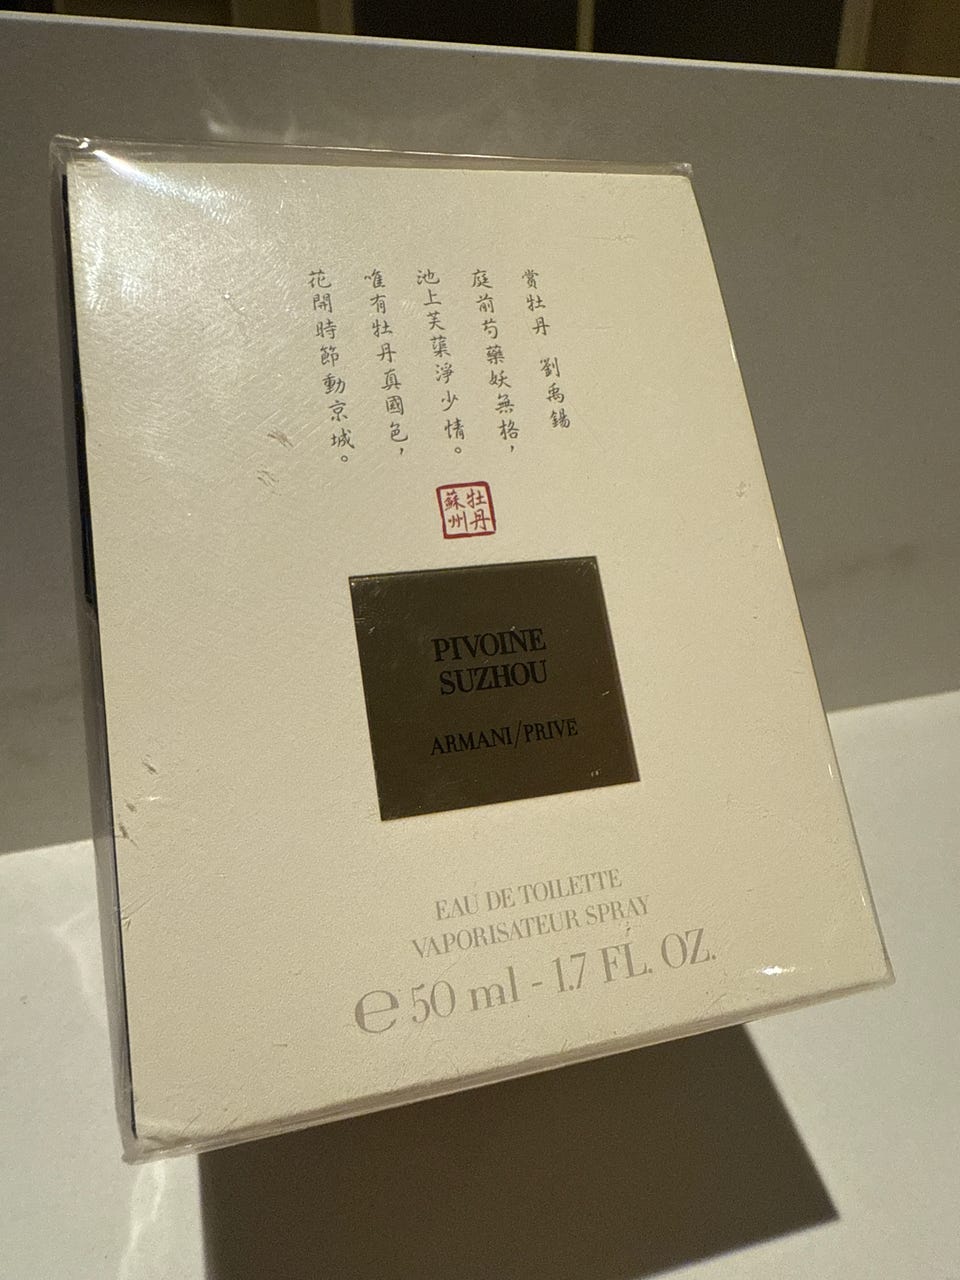 賞牡丹 劉禹錫
庭前芍藥妖無格，
池上芙蕖淨少情。
唯有牡丹真國色，
花開時節動京城。
牡丹
蘇州
PIVOINE
SUZHOU
ARMANI/PRIVĒ
EAU DE TOILETTE
VAPORISATEUR SPRAY
℮ 50 ml - 1.7 FL. OZ.